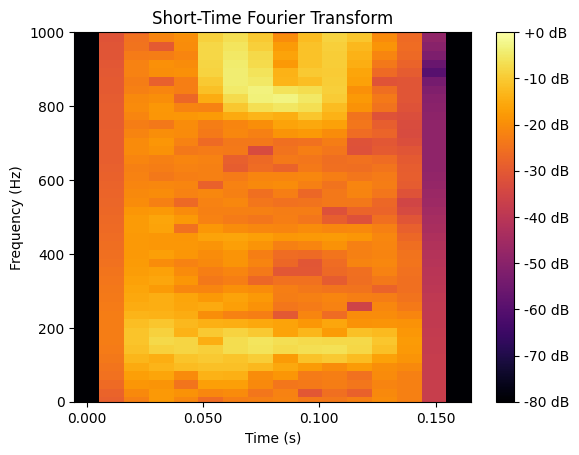 Short-Time Fourier Transform
1000
800
600
400
200
0
Frequency (Hz)
0.000
0.050
0.100
0.150
Time (s)
+0 dB
-10 dB
-20 dB
-30 dB
-40 dB
-50 dB
-60 dB
-70 dB
-80 dB